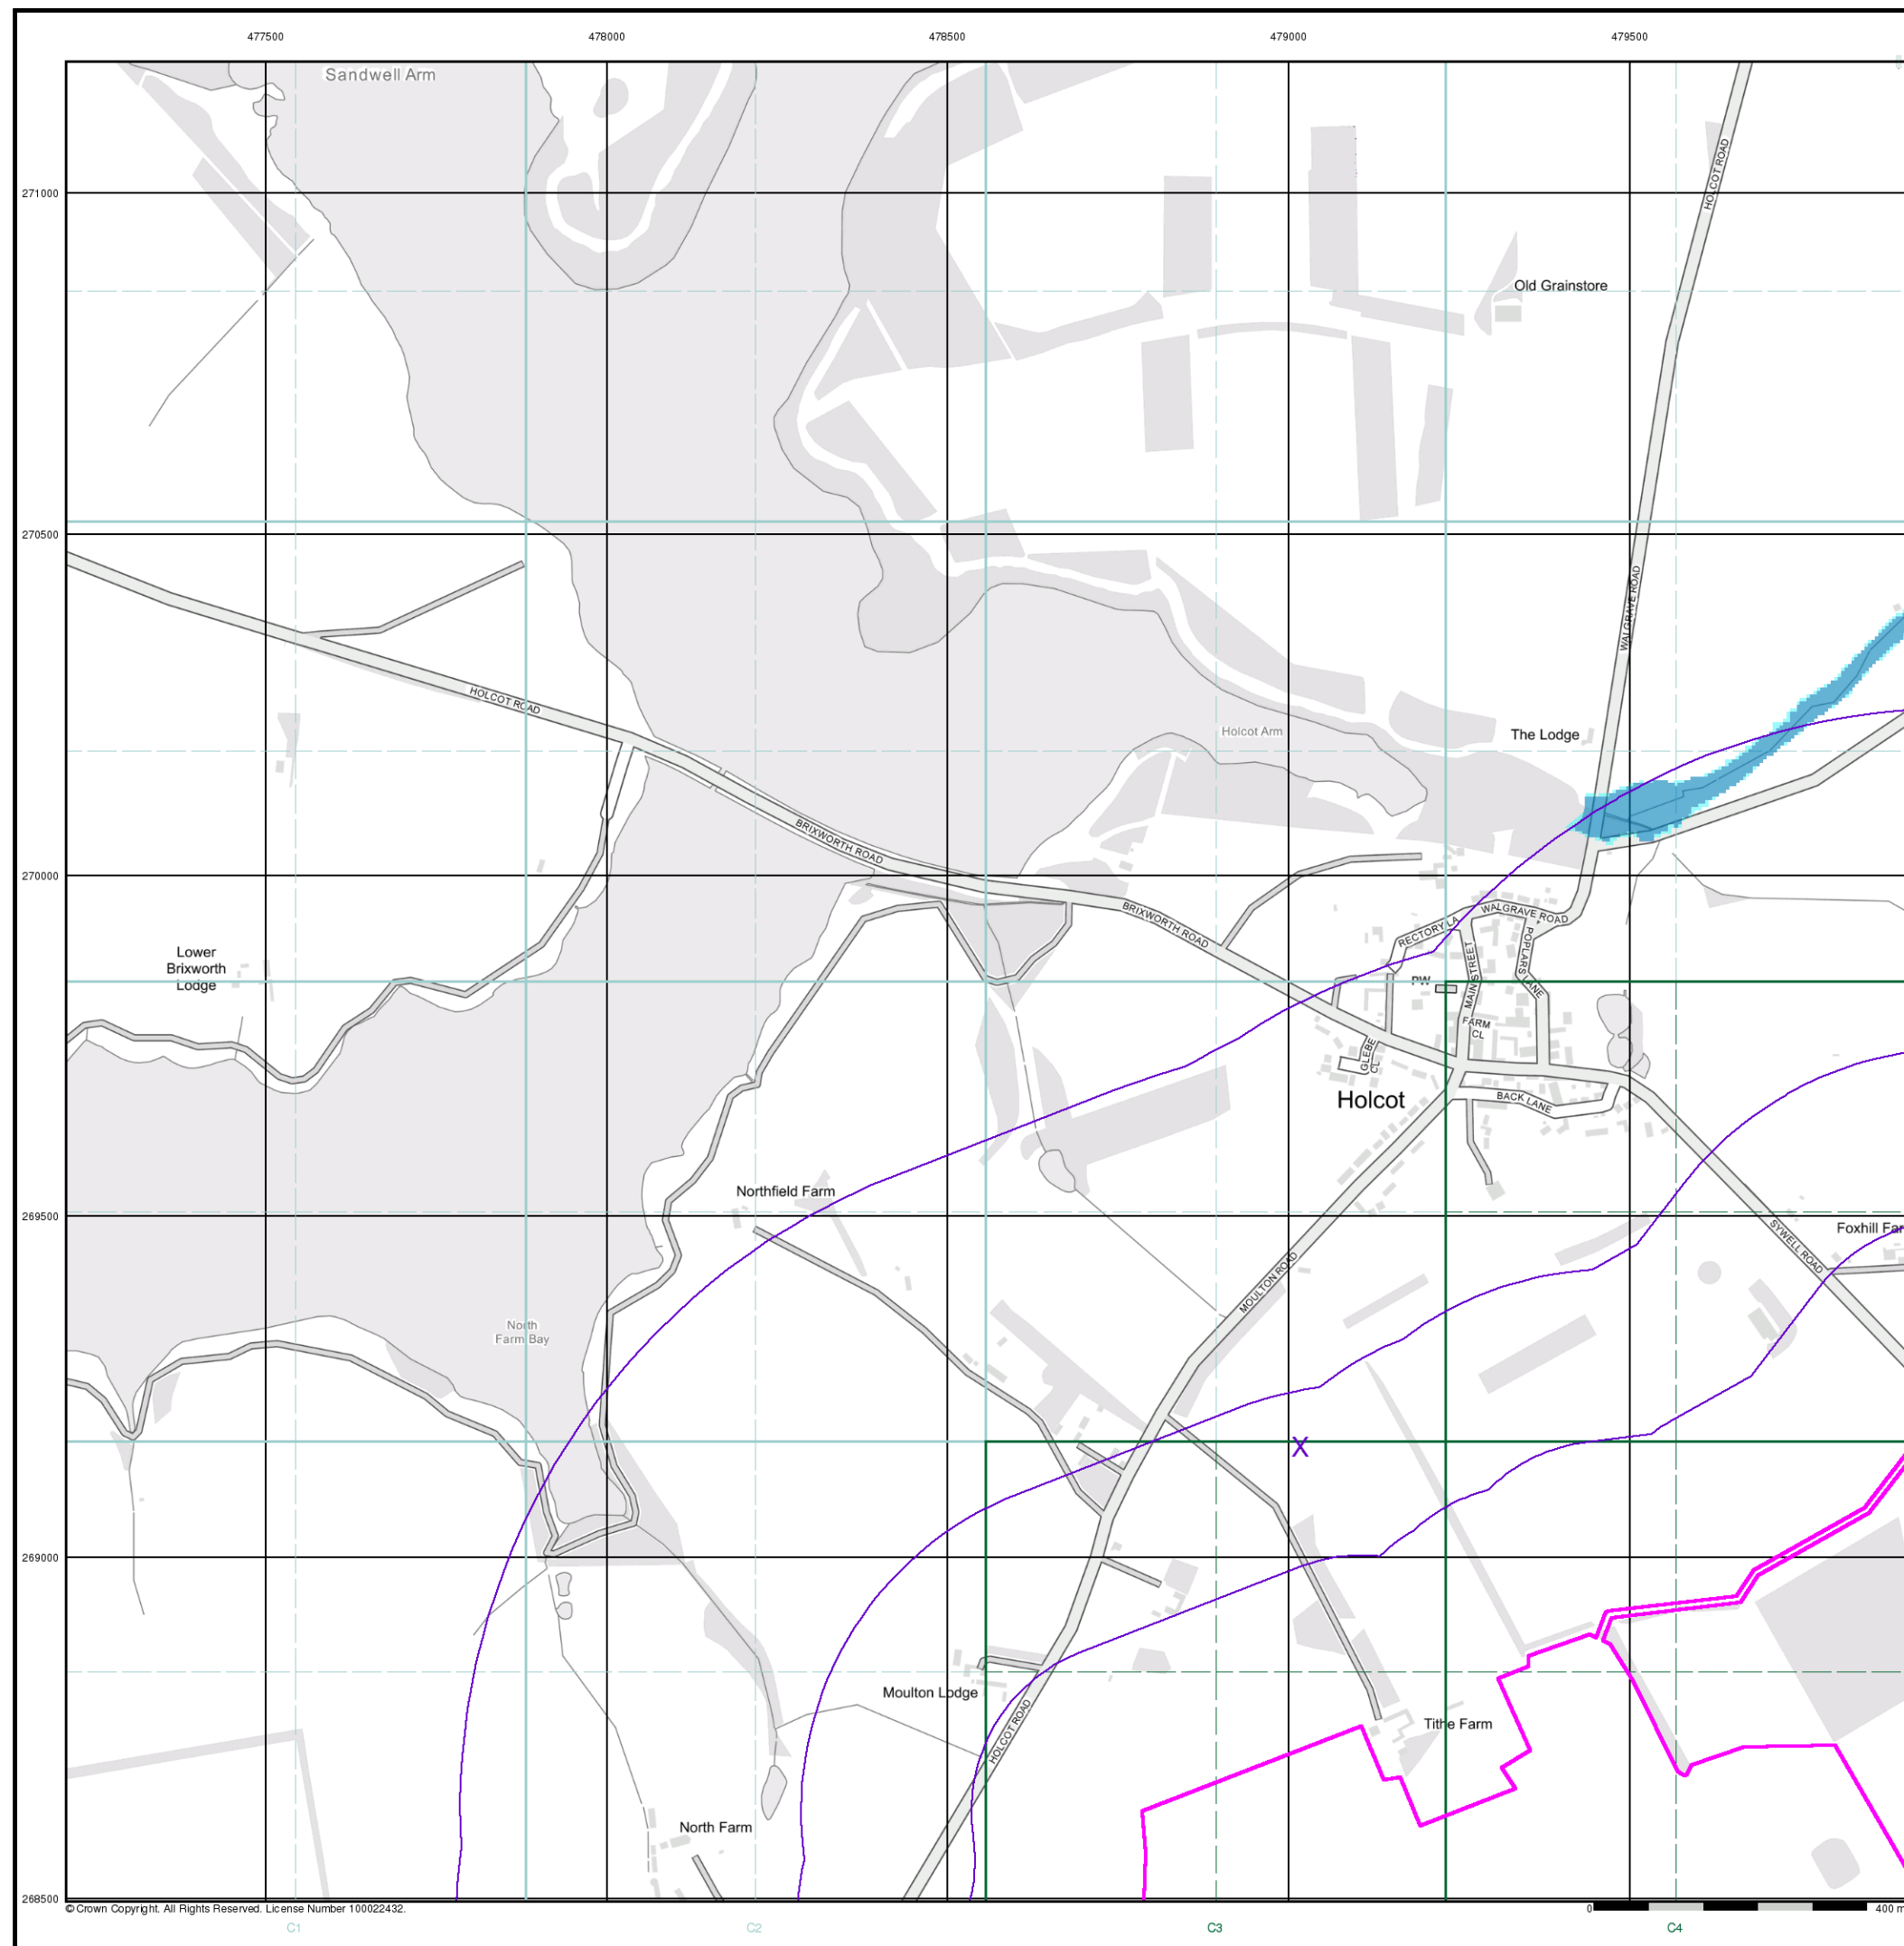 477500
478000
478500
479000
479500
Sandwell Arm
271000
HOLCOT ROAD
Old Grainstore
270500
WALGRAVE ROAD
HOLCOT ROAD
Holcot Arm
The Lodge
BRIXWORTH ROAD
270000
BRIXWORTH ROAD
WALGRAVE ROAD
RECTORY LA
POPLARS LANE
MAIN STREET
PW
Lower
Brixworth
Lodge
FARM
CL
GLEBE
CL
Holcot
BACK LANE
Northfield Farm
269500
SYWELL ROAD
Foxhill Far
MOULTON ROAD
North
Farm Bay
X
269000
Moulton Lodge
HOLCOT ROAD
Tithe Farm
North Farm
268500
© Crown Copyright. All Rights Reserved. License Number 100022432.
0
400 m
C1
C2
C3
C4